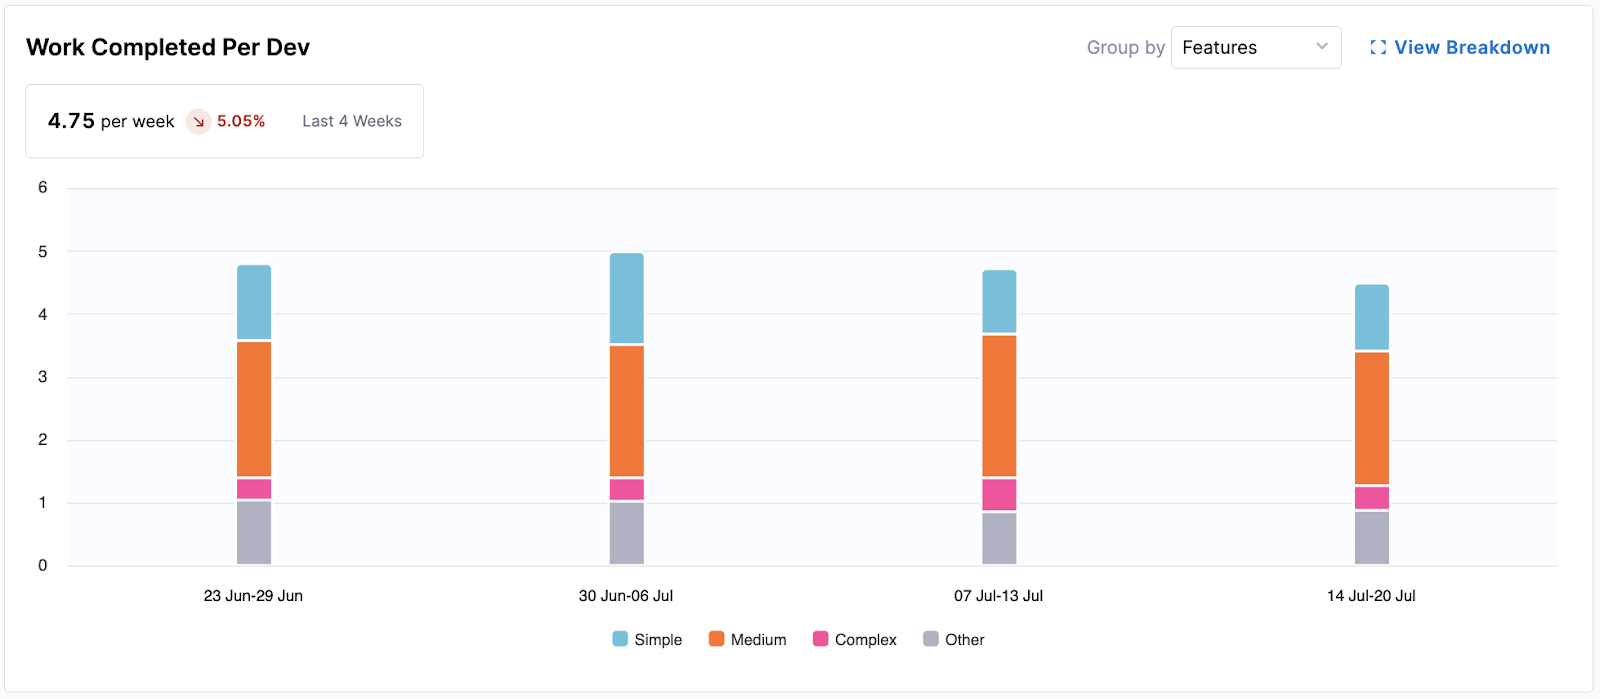 Work Completed Per Dev
Group by Features View Breakdown
4.75 per week 5.05% Last 4 Weeks
6
5
4
3
2
1
0
23 Jun-29 Jun 30 Jun-06 Jul 07 Jul-13 Jul 14 Jul-20 Jul
Simple Medium Complex Other